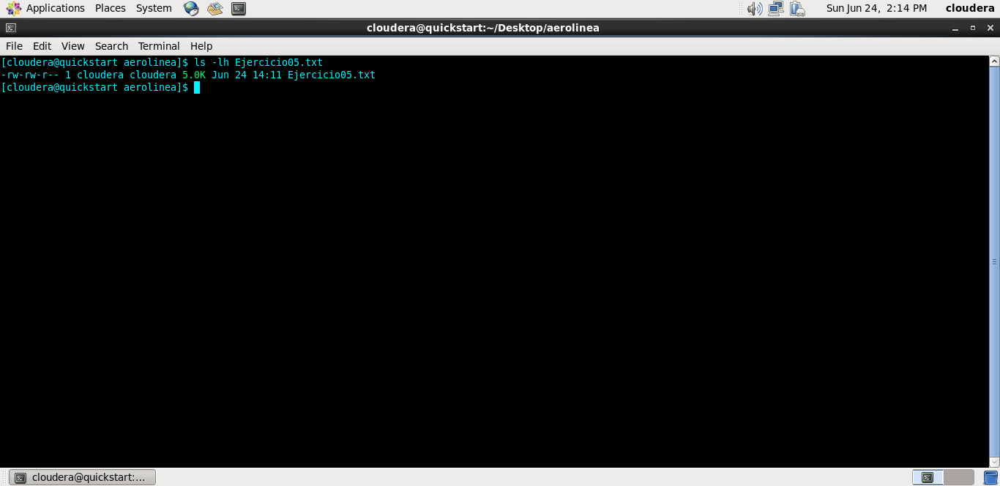 Applications Places System Sun Jun 24, 2:14 PM cloudera
cloudera@quickstart:~/Desktop/aerolinea
File Edit View Search Terminal Help
[cloudera@quickstart aerolinea]$ ls -lh Ejercicio05.txt
-rw-rw-r-- 1 cloudera cloudera 5.0K Jun 24 14:11 Ejercicio05.txt
[cloudera@quickstart aerolinea]$
cloudera@quickstart:...